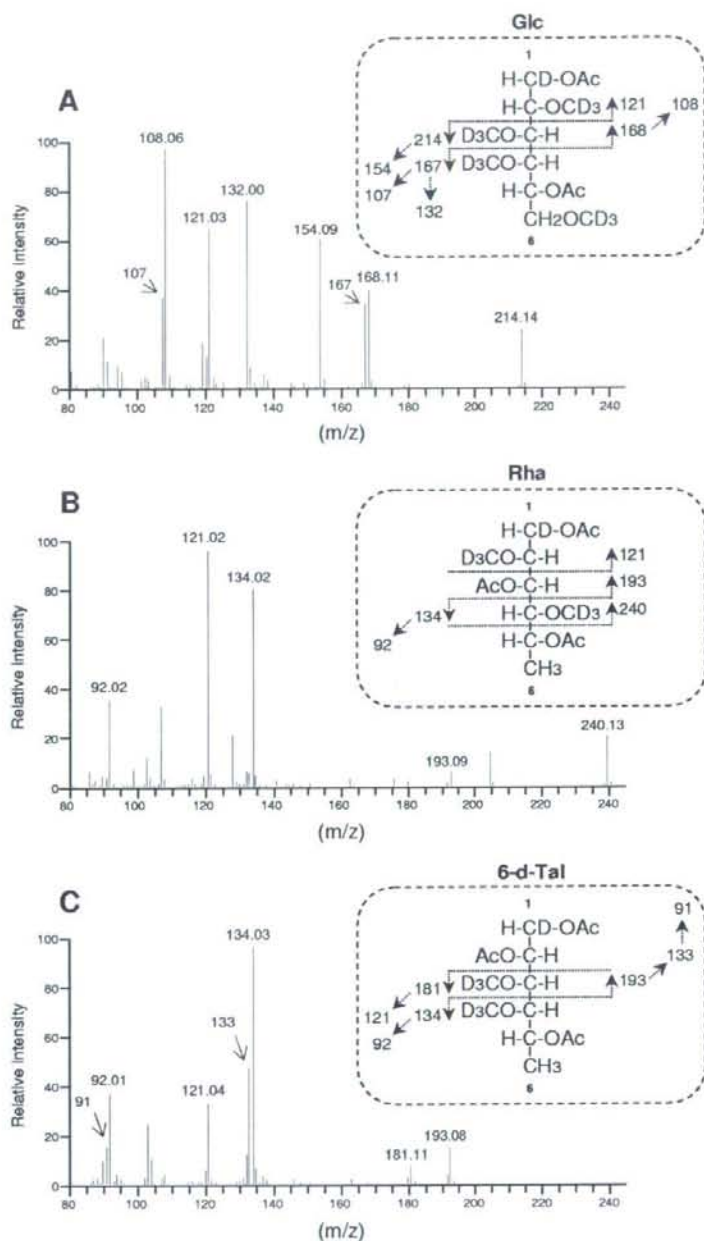 Glc
1
A
H-CD-OAc
H-C-OCD3
121
108
D3CO-C-H
168
214
D3CO-C-H
154
167
107
H-C-OAc
132
CH2OCD3
6
108.06
132.00
121.03
154.09
107
167
168.11
214.14
Relative Intensity
100
80
60
40
20
0
80 100 120 140 160 180 200 220 240
(m/z)
Rha
1
B
H-CD-OAc
D3CO-C-H
121
AcO-C-H
193
134
H-C-OCD3
240
92
H-C-OAc
CH3
6
121.02
134.02
92.02
193.09
240.13
Relative Intensity
100
80
60
40
20
0
80 100 120 140 160 180 200 220 240
(m/z)
6-d-Tal
1
91
C
H-CD-OAc
AcO-C-H
133
181
D3CO-C-H
193
121
134
D3CO-C-H
92
H-C-OAc
CH3
6
134.03
133
92.01
91
121.04
181.11
193.08
Relative Intensity
100
80
60
40
20
0
80 100 120 140 160 180 200 220 240
(m/z)